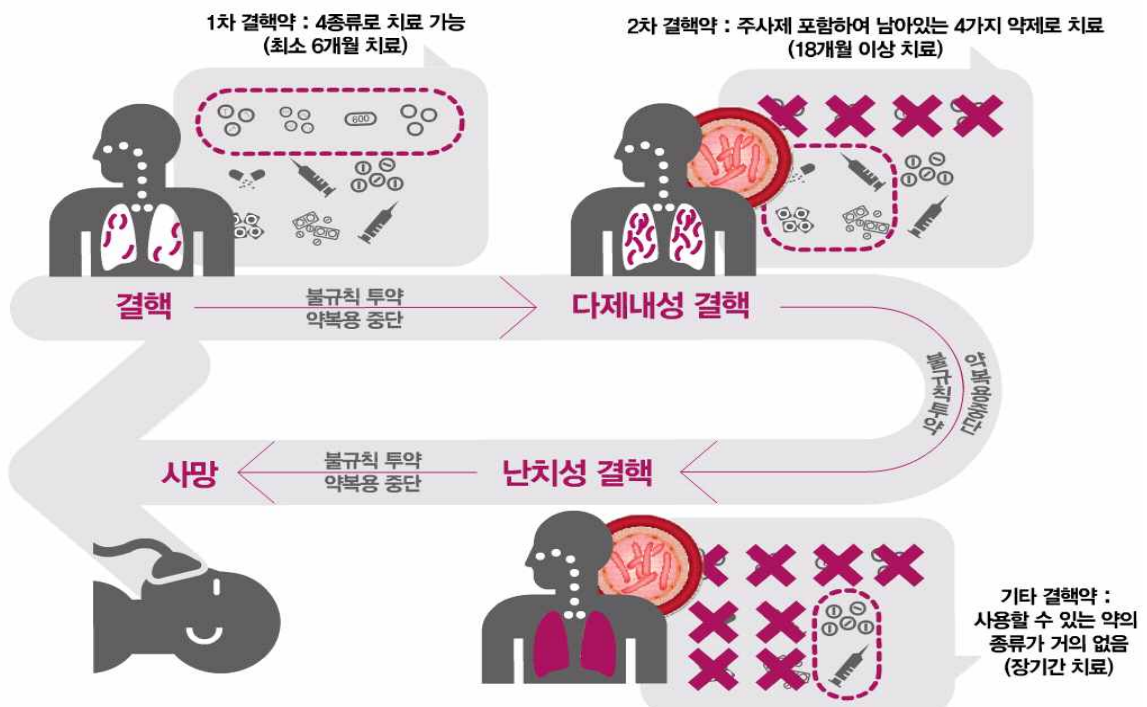 1차 결핵약 : 4종류로 치료 가능
(최소 6개월 치료)
2차 결핵약 : 주사제 포함하여 남아있는 4가지 약제로 치료
(18개월 이상 치료)
600
결핵
불규칙 투약
약복용 중단
다제내성 결핵
약복용중단
불규칙투약
난치성 결핵
불규칙 투약
약복용 중단
사망
기타 결핵약 :
사용할 수 있는 약의
종류가 거의 없음
(장기간 치료)